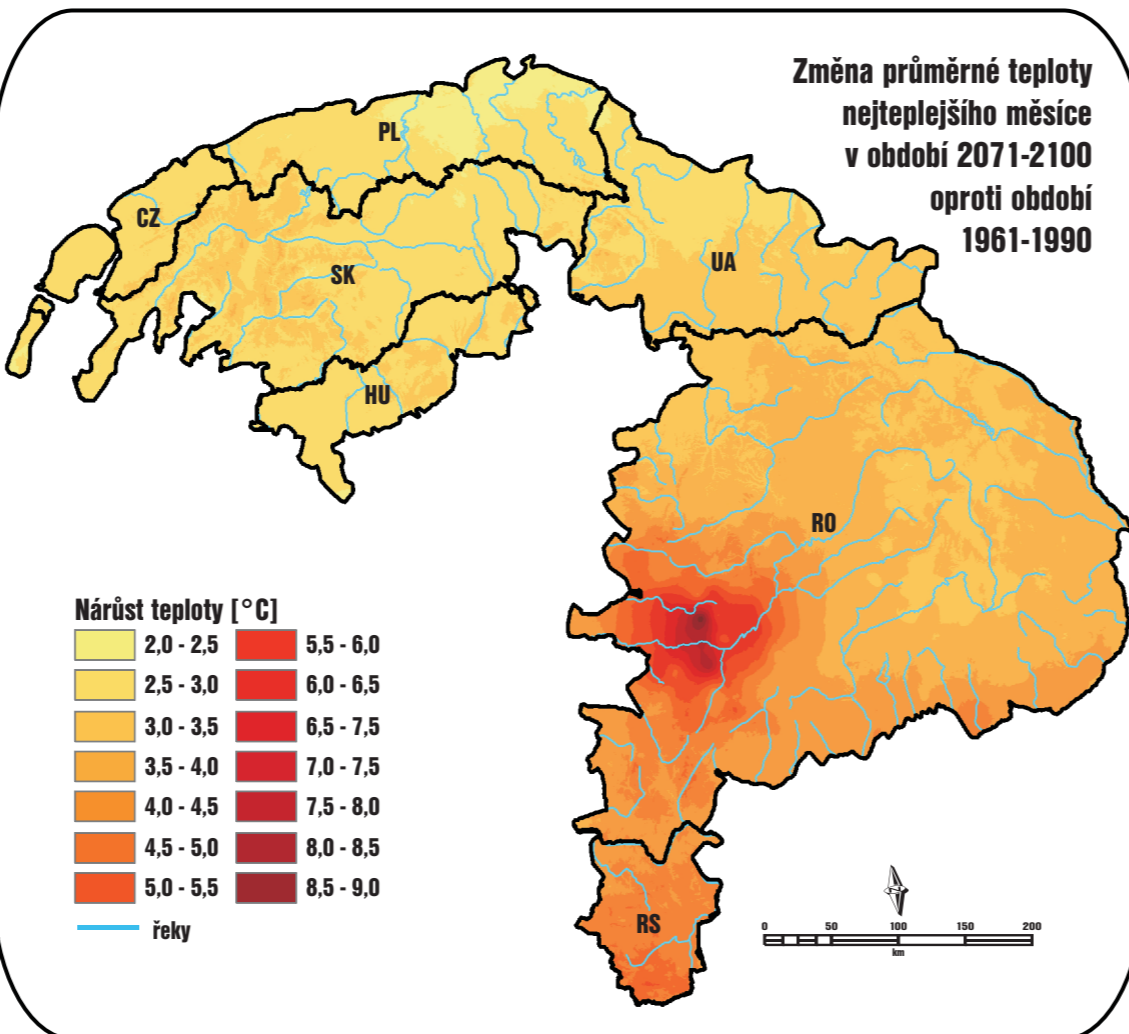 Změna průměrné teploty
nejteplejšího měsíce
v období 2071-2100
oproti období
1961-1990
PL
CZ
SK
UA
HU
RO
RS
Nárůst teploty [°C]
2,0 - 2,5
2,5 - 3,0
3,0 - 3,5
3,5 - 4,0
4,0 - 4,5
4,5 - 5,0
5,0 - 5,5
5,5 - 6,0
6,0 - 6,5
6,5 - 7,5
7,0 - 7,5
7,5 - 8,0
8,0 - 8,5
8,5 - 9,0
řeky
0 50 100 150 200
km